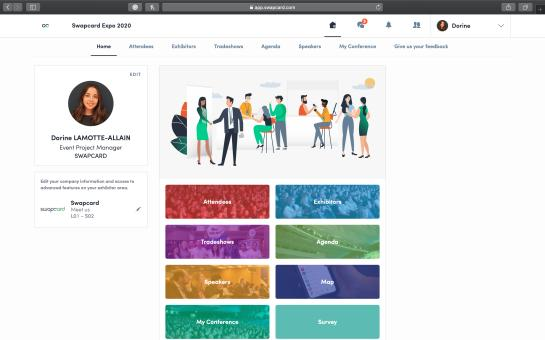 app.swapcard.com
Swapcard Expo 2020
Dorine
Home
Attendees
Exhibitors
Tradeshows
Agenda
Speakers
My Conference
Give us your feedback
EDIT
Dorine LAMOTTE-ALLAIN
Event Project Manager
SWAPCARD
Edit your company information and access to
advanced features on your exhibitor area.
swapcard
Swapcard
Meet us
L01 - S02
Attendees
Exhibitors
Tradeshows
Agenda
Speakers
Map
My Conference
Survey